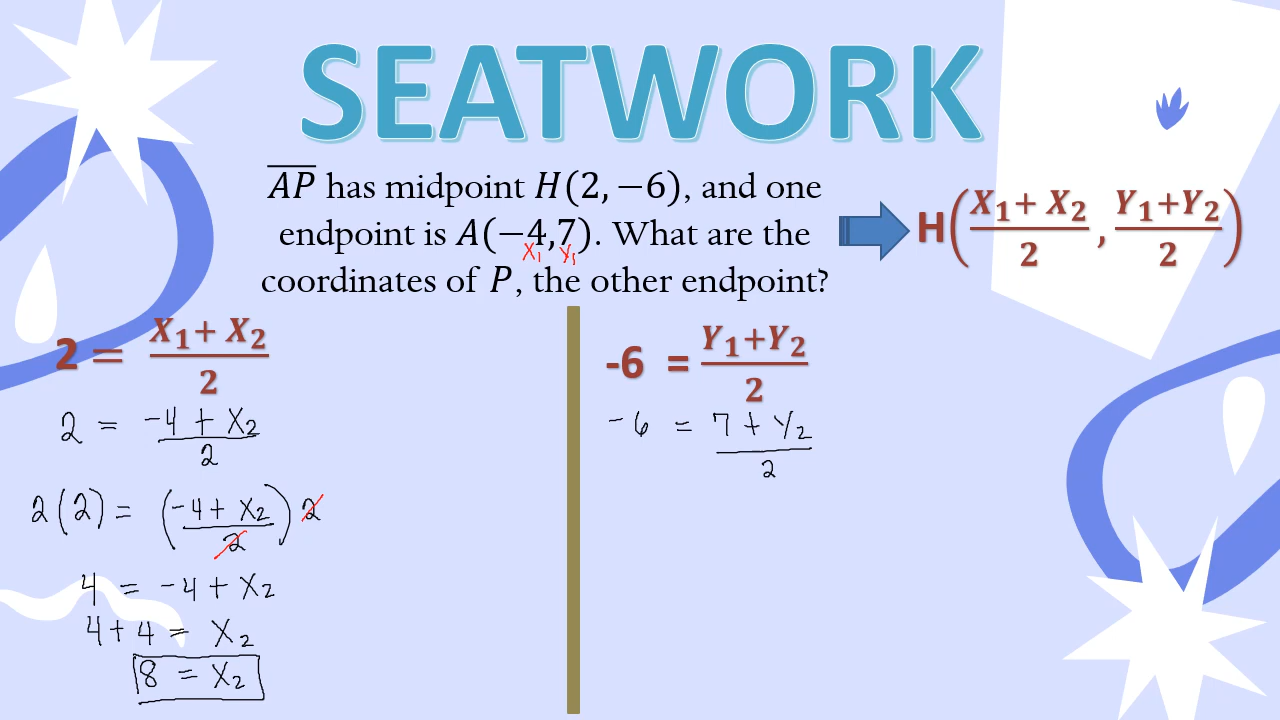 SEATWORK
AP has midpoint H(2, −6), and one
endpoint is A(−4,7). What are the
X₁ Y₁
coordinates of P, the other endpoint?
H(X₁+ X₂/2 , Y₁+Y₂/2)
2 = X₁+ X₂/2
2 = -4 + X₂/2
2(2) = (-4 + X₂/2) 2
4 = -4 + X₂
4 + 4 = X₂
8 = X₂
-6 = Y₁+Y₂/2
-6 = 7 + Y₂/2